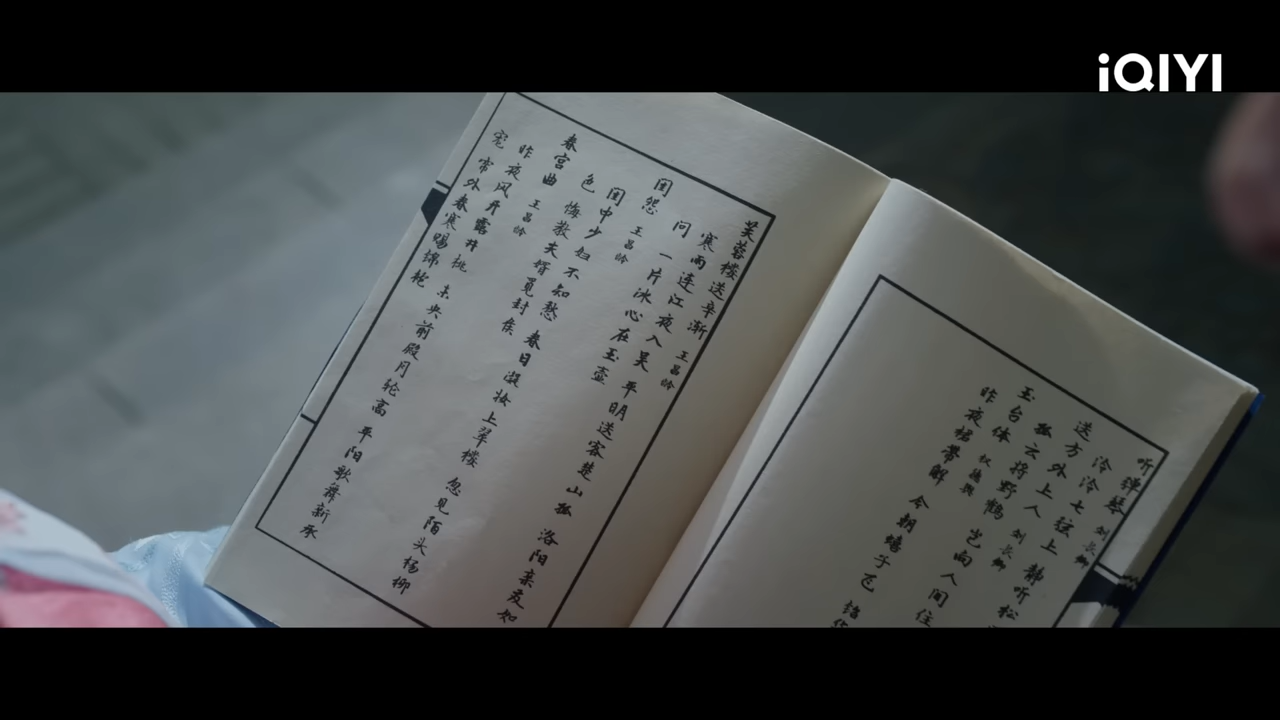 iQIYI
听弹琴 刘长卿
泠泠七弦上 静听松
送方外上人 刘长卿
孤云将野鹤 岂向人间住
玉台体 权德舆
昨夜裙带解 今朝蟢子飞 铅华
芙蓉楼送辛渐 王昌龄
寒雨连江夜入吴 平明送客楚山孤 洛阳亲友如
问 一片冰心在玉壶
闺怨 王昌龄
闺中少妇不知愁 春日凝妆上翠楼 忽见陌头杨柳
色 悔教夫婿觅封侯
春宫曲 王昌龄
昨夜风开露井桃 未央前殿月轮高 平阳歌舞新承
宠 帘外春寒赐锦袍